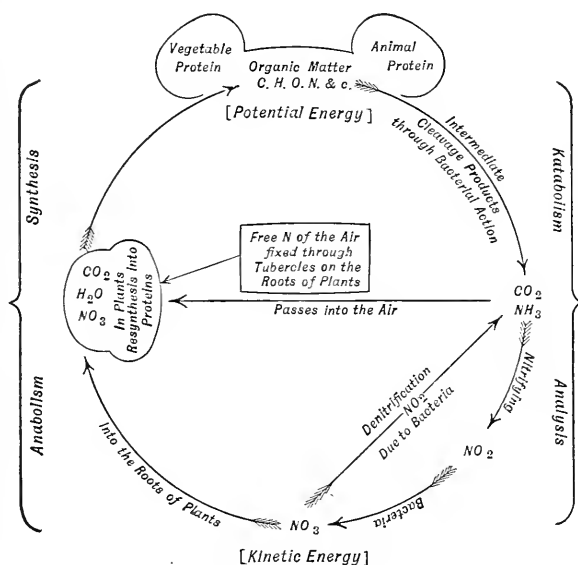 Vegetable
Protein
Organic Matter
C. H. O. N. & c.
Animal
Protein
[Potential Energy]
Intermediate
Cleavage Products
through Bacterial Action
Synthesis
Katabolism
Free N of the Air
fixed through
Tubercles on the
Roots of Plants
CO2
H2O
NO3
In Plants
Resynthesis Into
Proteins
Passes into the Air
CO2
NH3
Nitrifying
Denitrification
NO2
Due to Bacteria
Anabolism
Analysis
NO2
Into the Roots of Plants
Bacteria
NO3
[Kinetic Energy]